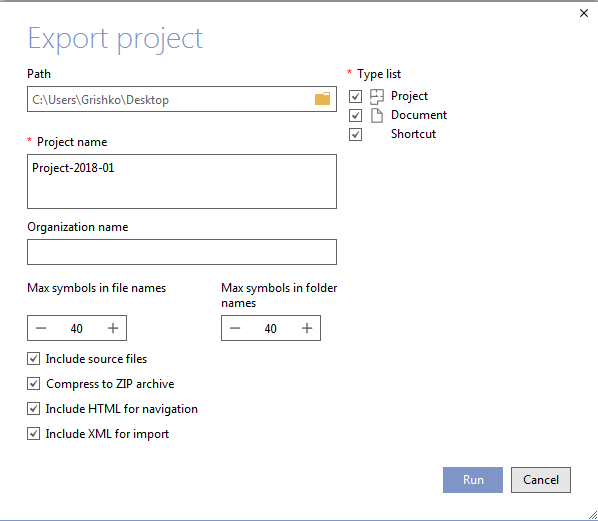 Export project
Path
C:\Users\Grishko\Desktop
* Project name
Project-2018-01
Organization name
Max symbols in file names
40
Max symbols in folder
names
40
Include source files
Compress to ZIP archive
Include HTML for navigation
Include XML for import
* Type list
Project
Document
Shortcut
Run
Cancel